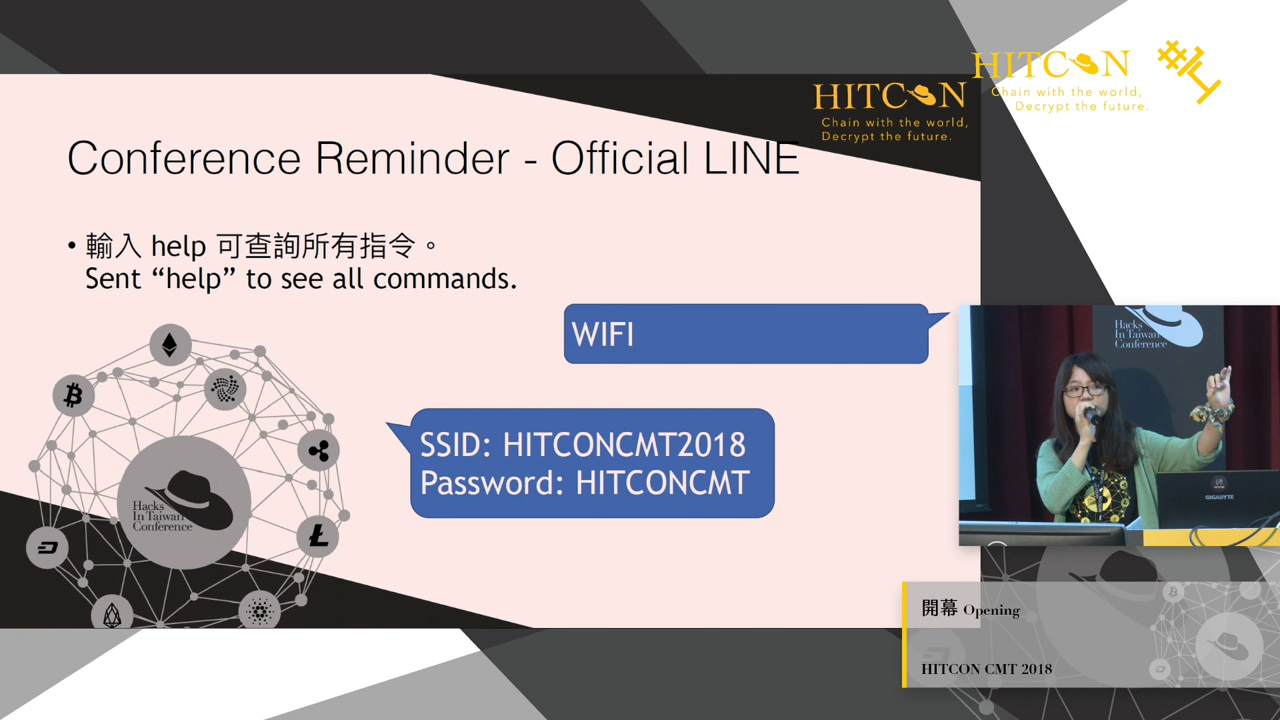 HITCON
Chain with the world,
Decrypt the future.
HITCON
Chain with the world,
Decrypt the future.
#14
Conference Reminder - Official LINE
• 輸入 help 可查詢所有指令。
Sent “help” to see all commands.
WIFI
SSID: HITCONCMT2018
Password: HITCONCMT
Hacks
In Taiwan
Conference
Hacks
In Taiwan
Conference
GIGABYTE
開幕 Opening
HITCON CMT 2018